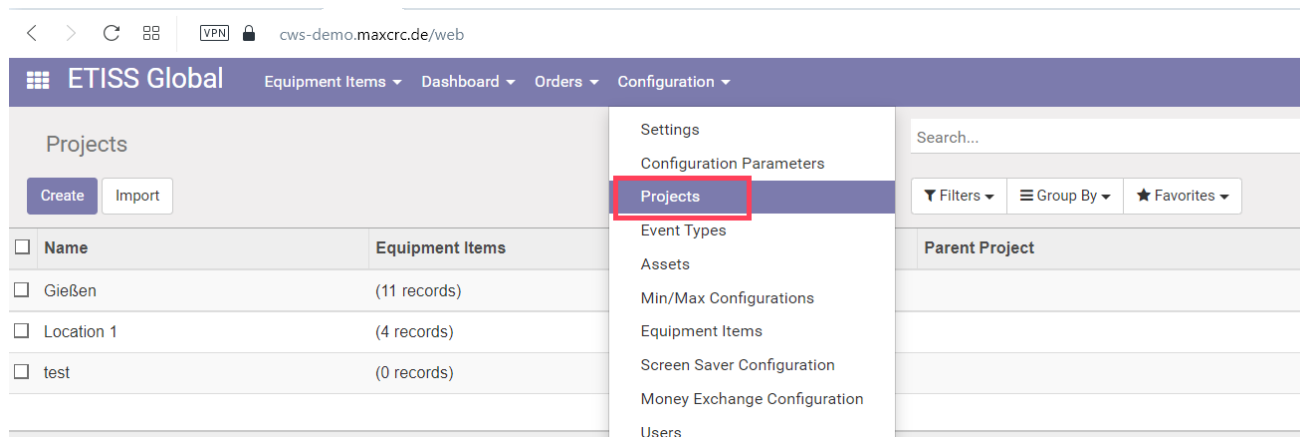 VPN cws-demo.maxcrc.de/web
ETISS Global Equipment Items Dashboard Orders Configuration
Projects
Create Import
Settings
Configuration Parameters
Projects
Event Types
Assets
Min/Max Configurations
Equipment Items
Screen Saver Configuration
Money Exchange Configuration
Users
Search...
Filters Group By Favorites
Name Equipment Items Parent Project
Gießen (11 records)
Location 1 (4 records)
test (0 records)